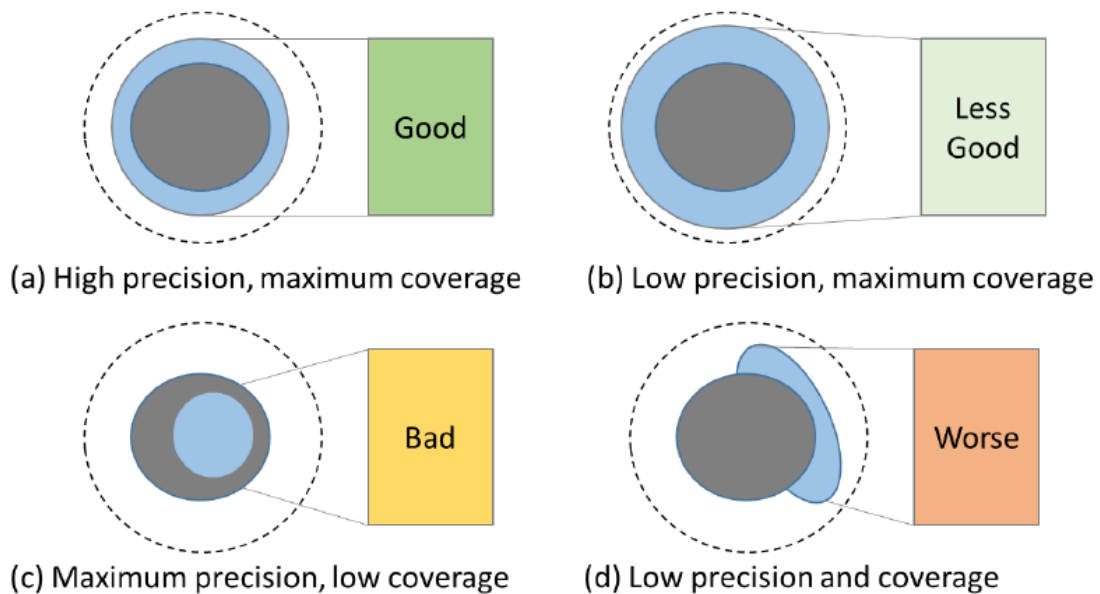 Good
Less
Good
(a) High precision, maximum coverage
(b) Low precision, maximum coverage
Bad
Worse
(c) Maximum precision, low coverage
(d) Low precision and coverage